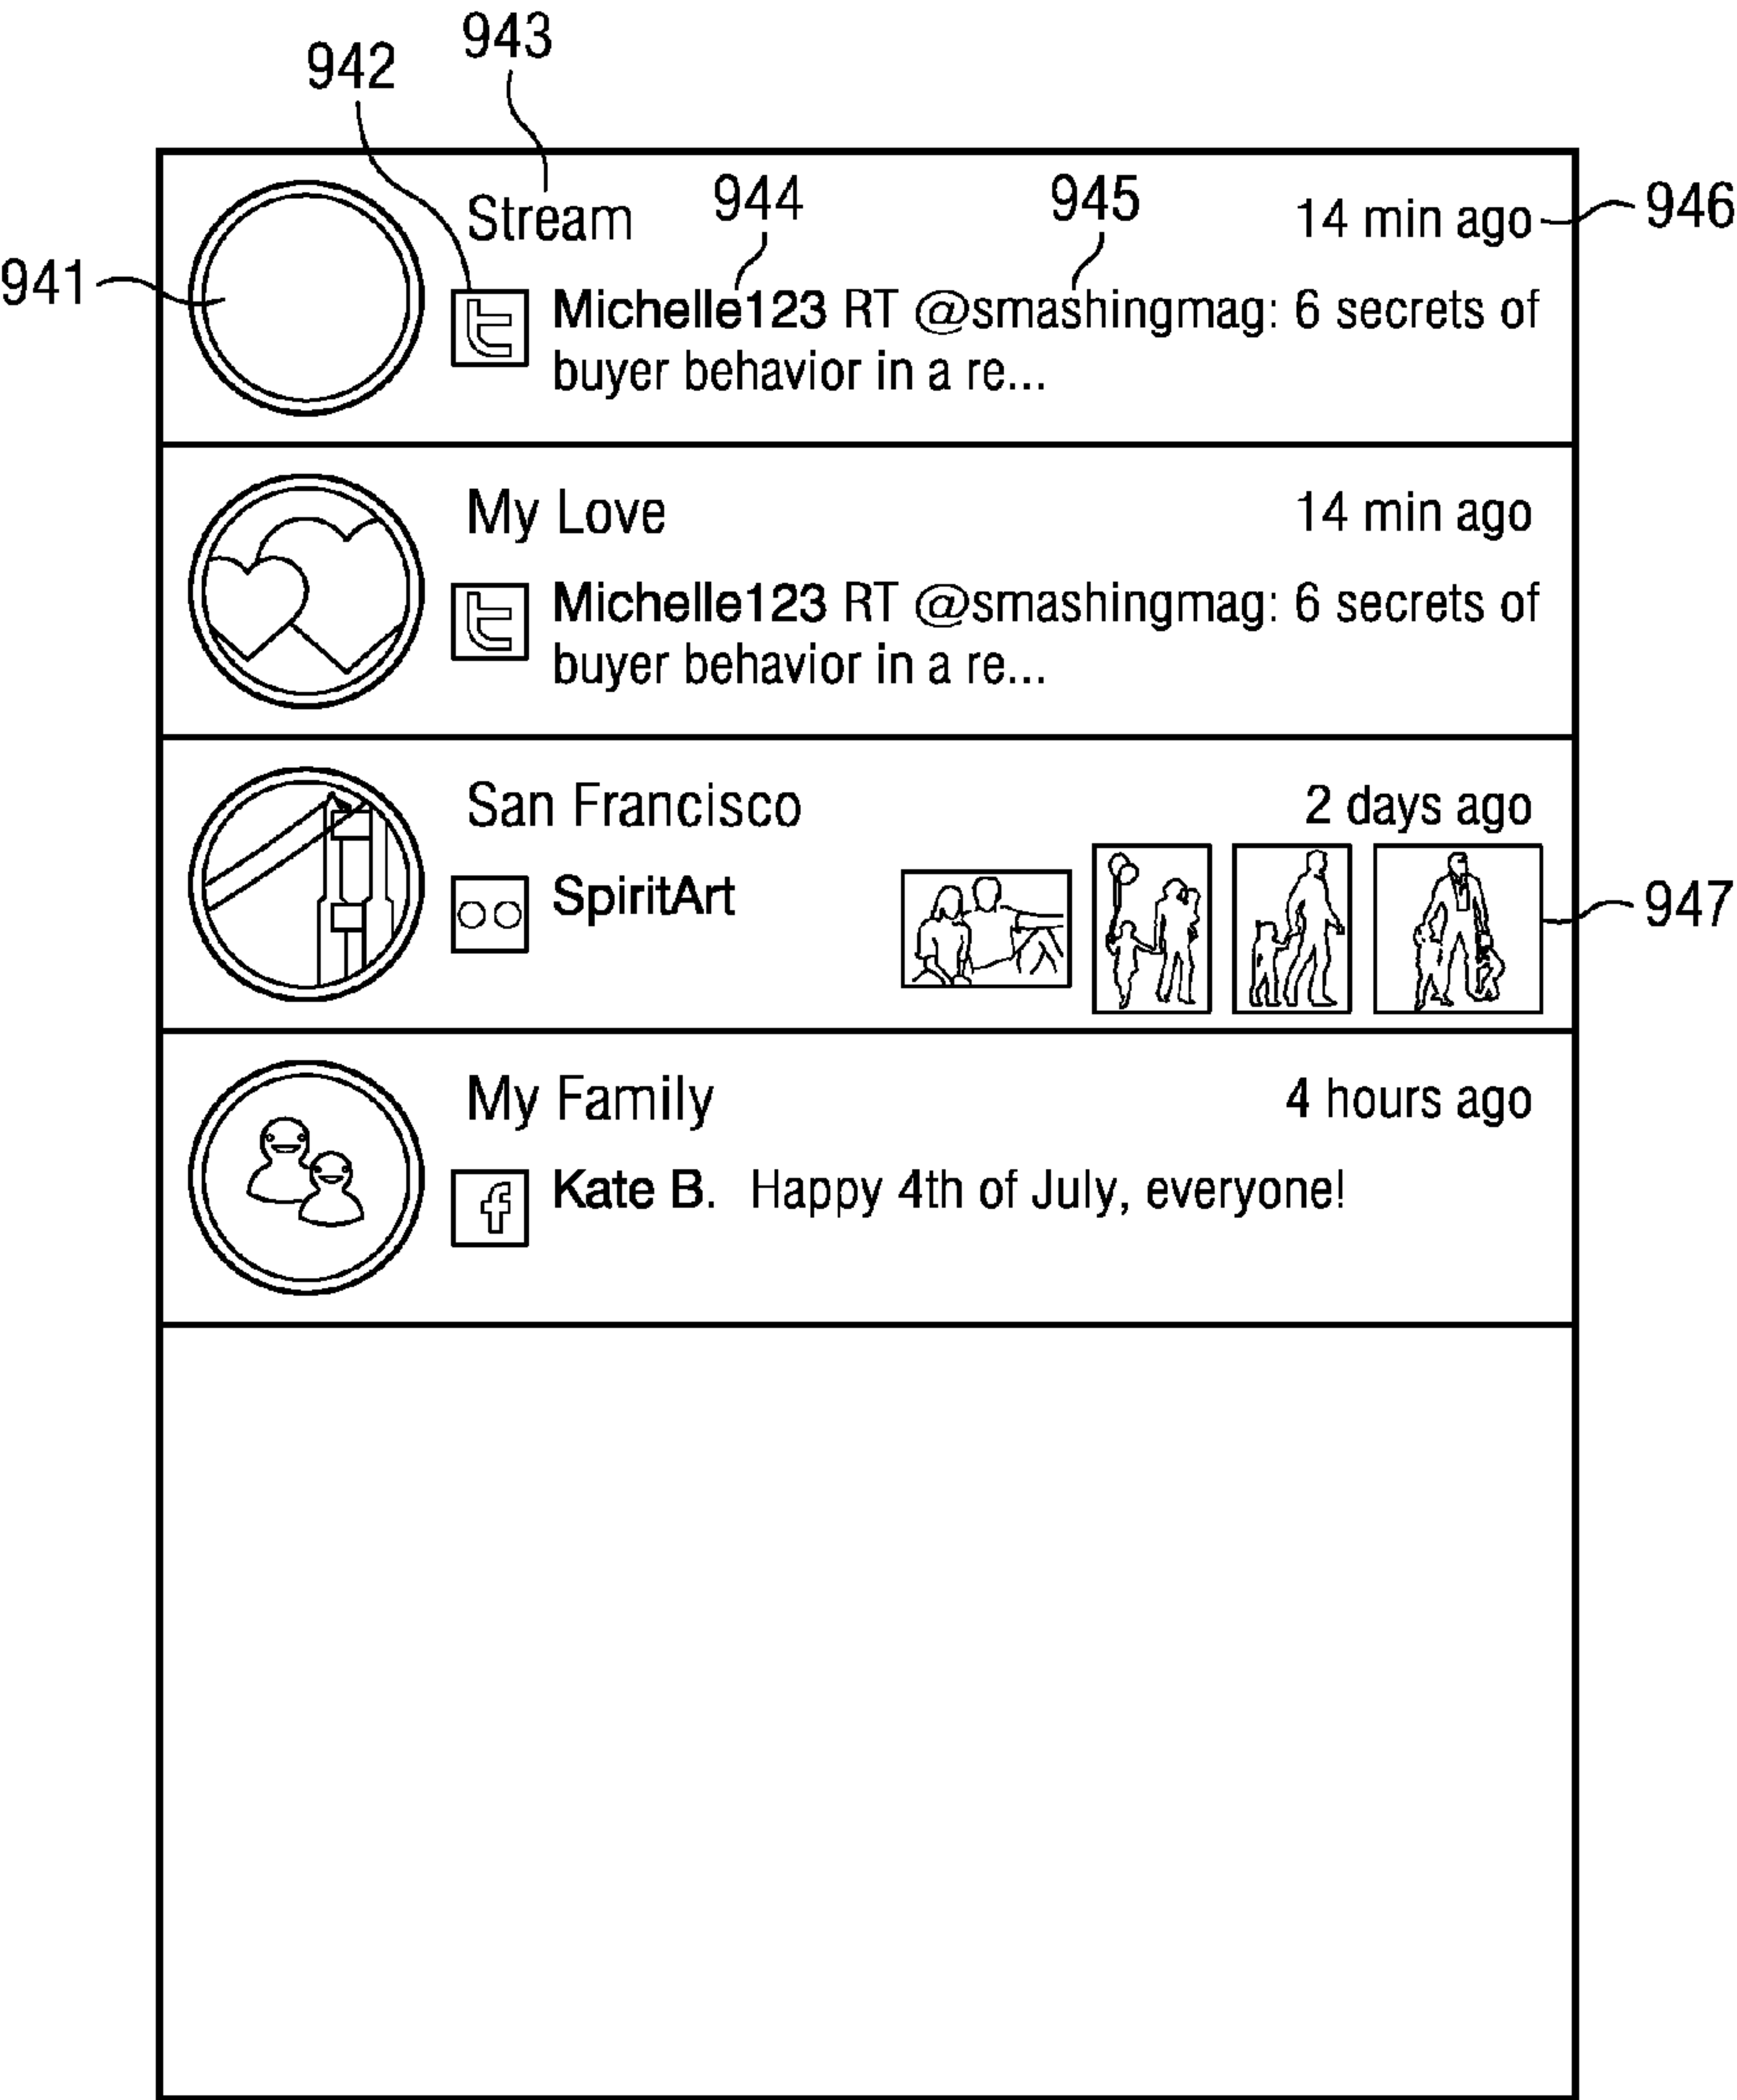 943
942
Stream
944
945
14 min ago
946
941
t
Michelle123 RT @smashingmag: 6 secrets of
buyer behavior in a re...
My Love
14 min ago
t
Michelle123 RT @smashingmag: 6 secrets of
buyer behavior in a re...
San Francisco
2 days ago
SpiritArt
947
My Family
4 hours ago
f
Kate B. Happy 4th of July, everyone!